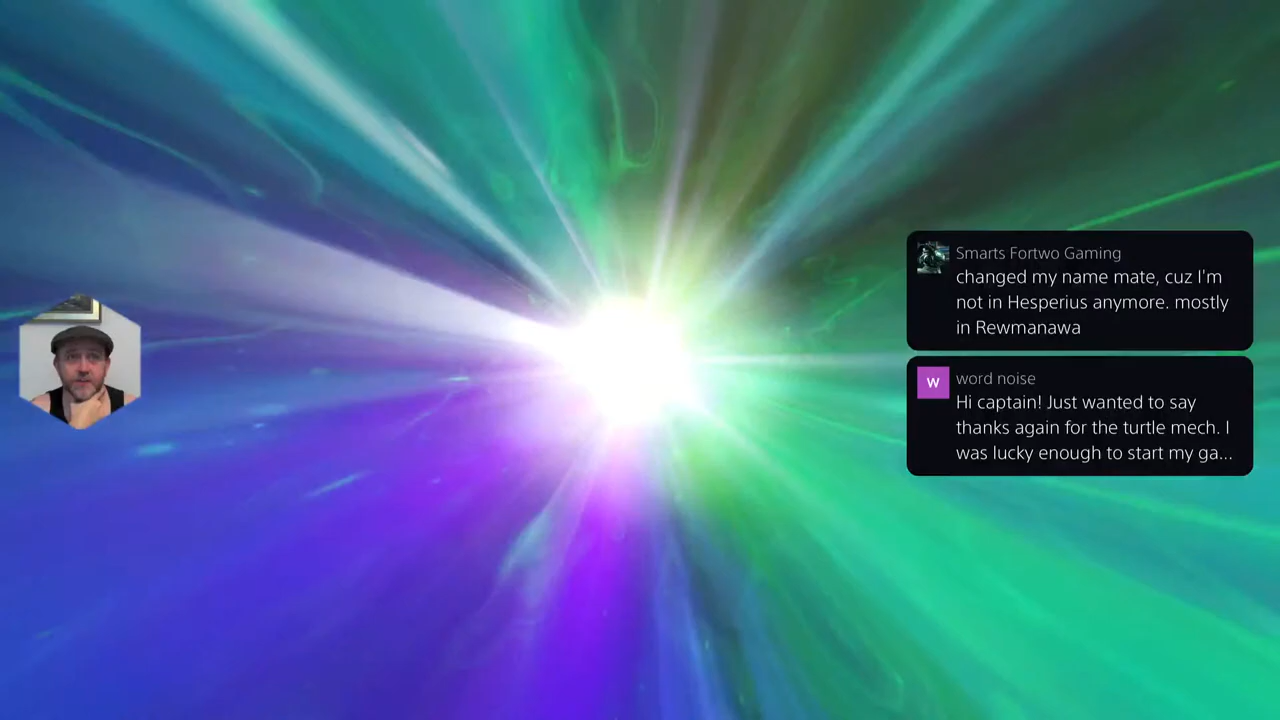 Smarts Fortwo Gaming
changed my name mate, cuz I'm
not in Hesperius anymore. mostly
in Rewmanawa
W
word noise
Hi captain! Just wanted to say
thanks again for the turtle mech. I
was lucky enough to start my ga...